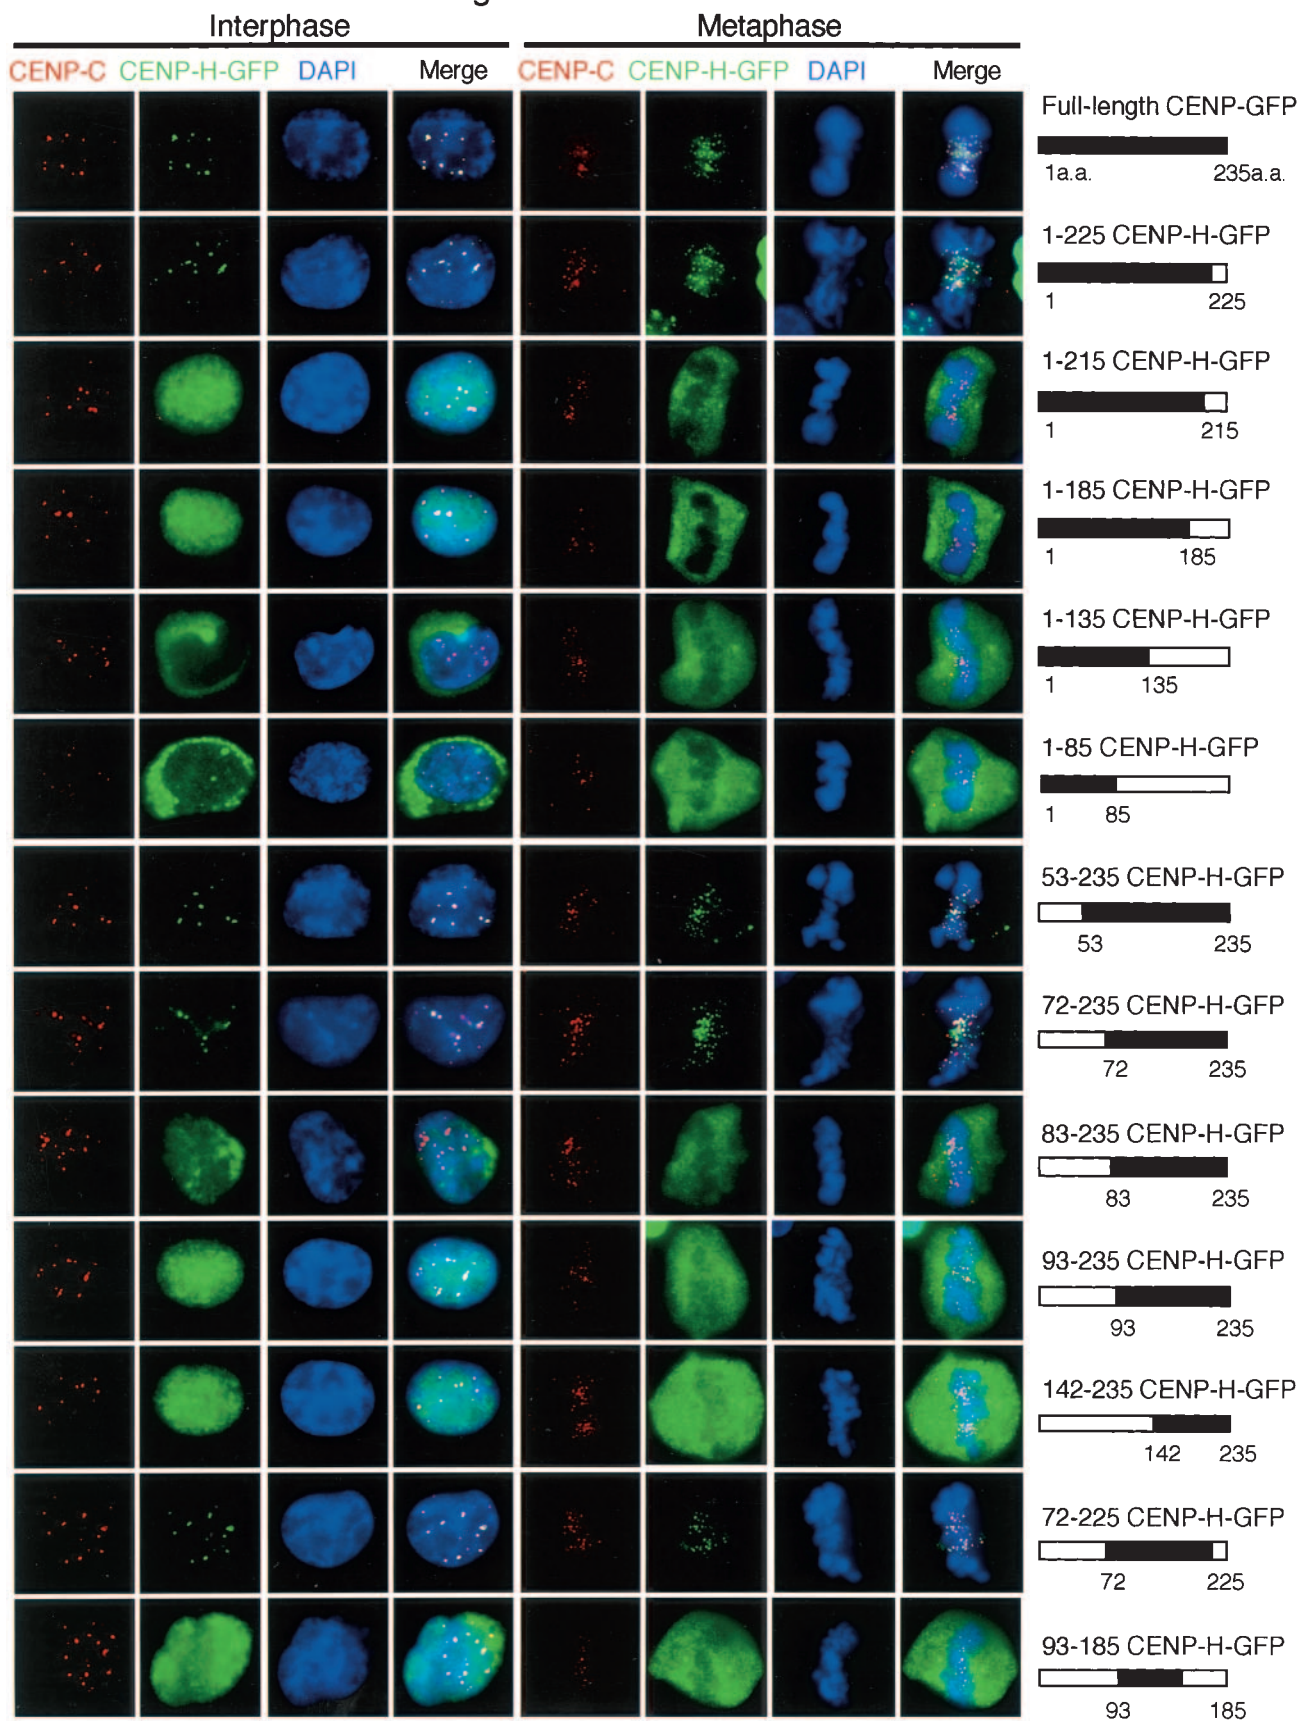 g
Interphase Metaphase
CENP-C CENP-H-GFP DAPI Merge CENP-C CENP-H-GFP DAPI Merge
Full-length CENP-GFP
1a.a. 235a.a.
1-225 CENP-H-GFP
1 225
1-215 CENP-H-GFP
1 215
1-185 CENP-H-GFP
1 185
1-135 CENP-H-GFP
1 135
1-85 CENP-H-GFP
1 85
53-235 CENP-H-GFP
53 235
72-235 CENP-H-GFP
72 235
83-235 CENP-H-GFP
83 235
93-235 CENP-H-GFP
93 235
142-235 CENP-H-GFP
142 235
72-225 CENP-H-GFP
72 225
93-185 CENP-H-GFP
93 185